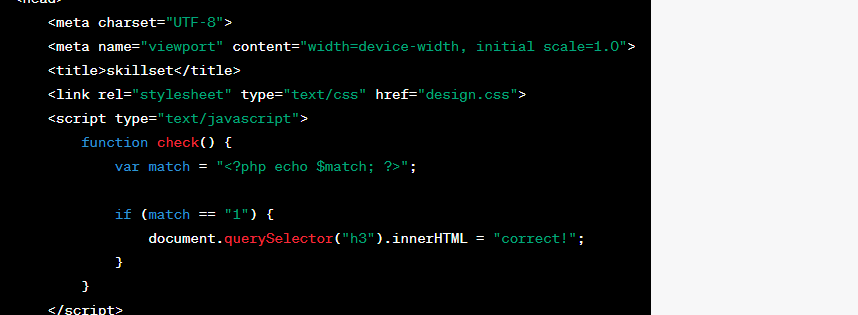 <head>
<meta charset="UTF-8">
<meta name="viewport" content="width=device-width, initial scale=1.0">
<title>skillset</title>
<link rel="stylesheet" type="text/css" href="design.css">
<script type="text/javascript">
function check() {
var match = "<?php echo $match; ?>";
if (match == "1") {
document.querySelector("h3").innerHTML = "correct!";
}
}
</script>